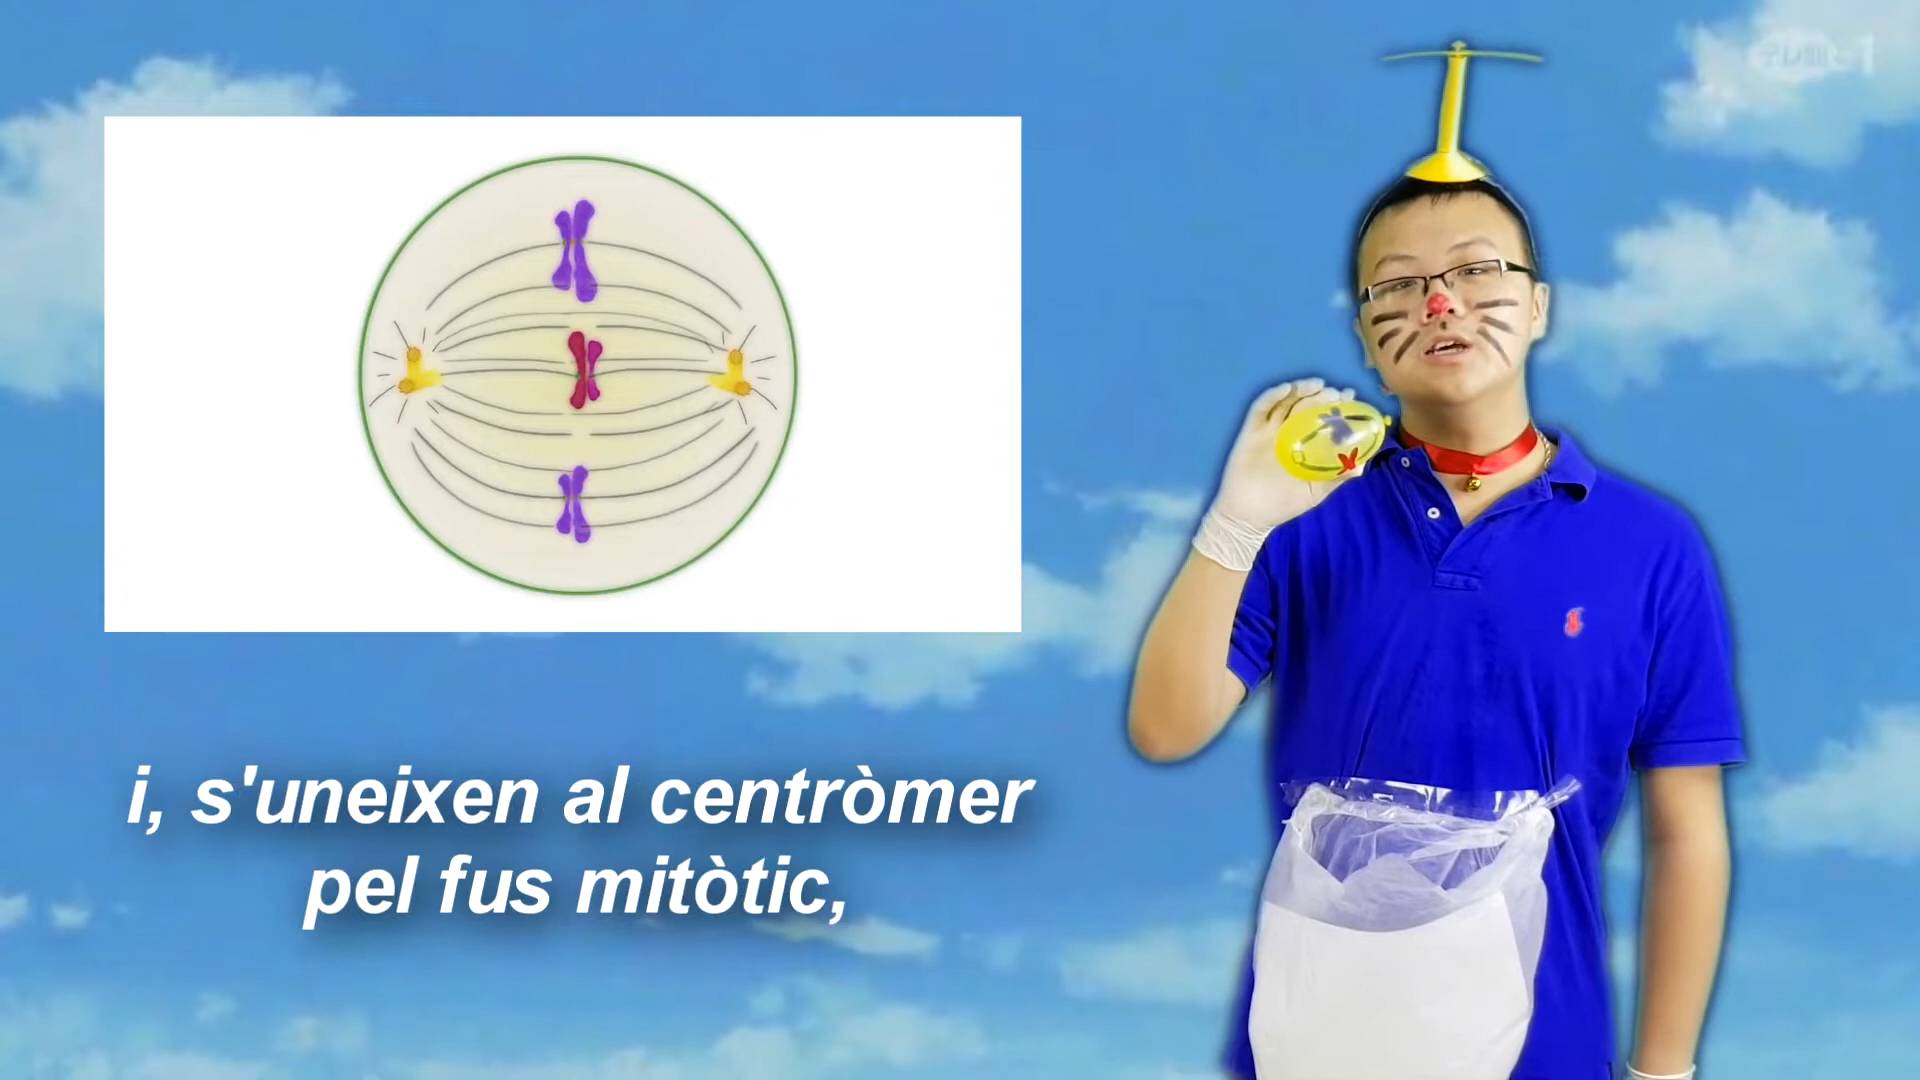 i, s'uneixen al centròmer
pel fus mitòtic,